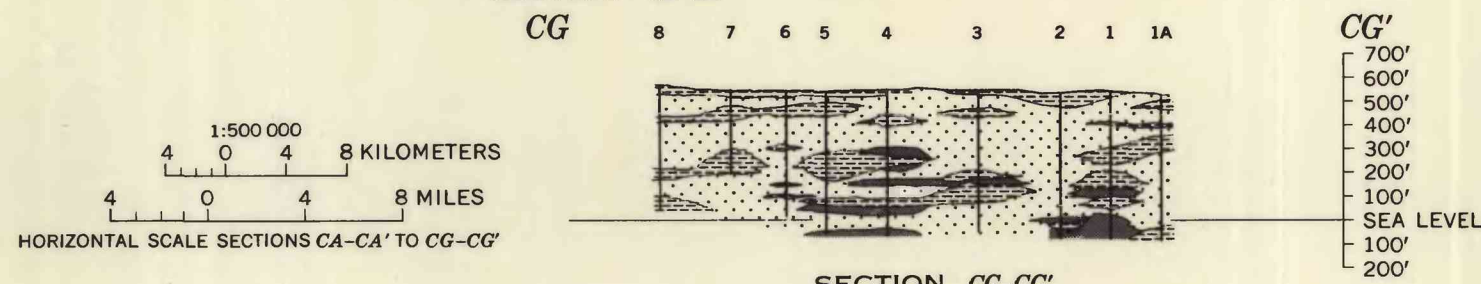 CG 8 7 6 5 4 3 2 1 1A CG'
700'
600'
500'
400'
300'
200'
100'
SEA LEVEL
100'
200'
1:500 000
4 0 4 8 KILOMETERS
4 0 4 8 MILES
HORIZONTAL SCALE SECTIONS CA-CA' TO CG-CG'
SECTION CG-CG'